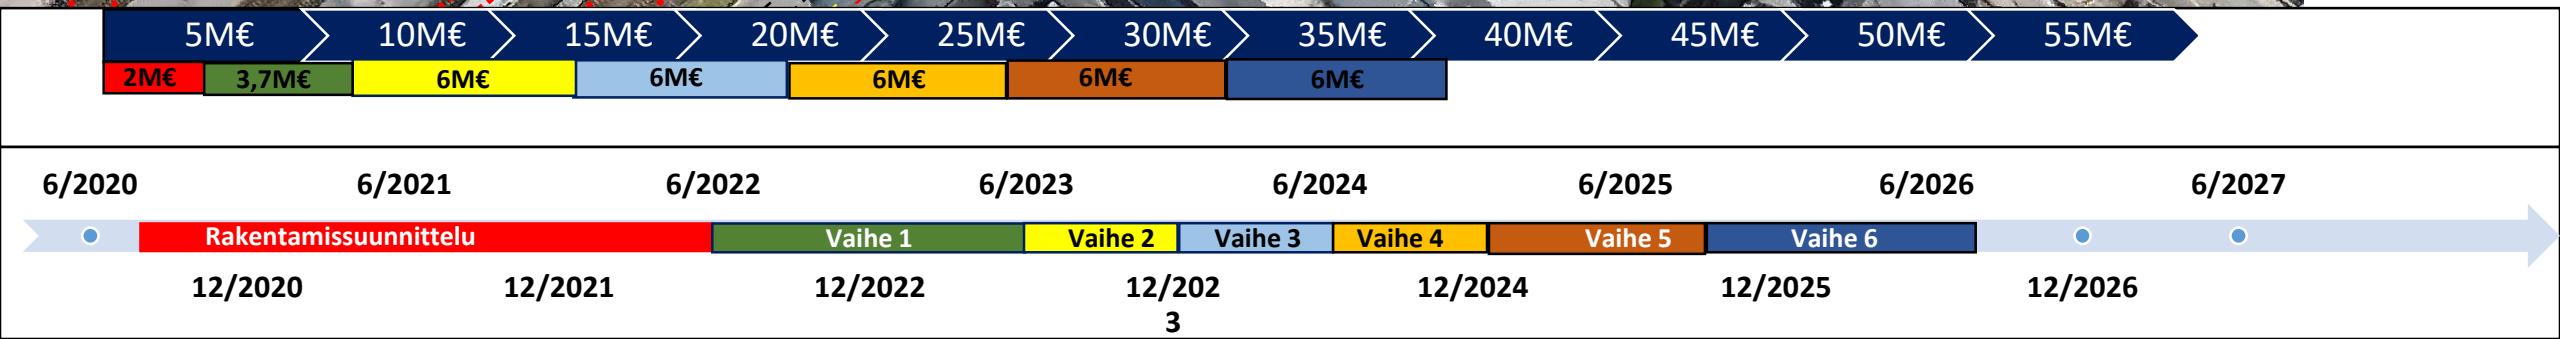 5M€ 10M€ 15M€ 20M€ 25M€ 30M€ 35M€ 40M€ 45M€ 50M€ 55M€
2M€ 3,7M€ 6M€ 6M€ 6M€ 6M€ 6M€
6/2020 6/2021 6/2022 6/2023 6/2024 6/2025 6/2026 6/2027
Rakentamissuunnittelu Vaihe 1 Vaihe 2 Vaihe 3 Vaihe 4 Vaihe 5 Vaihe 6
12/2020 12/2021 12/2022 12/202 12/2024 12/2025 12/2026
3